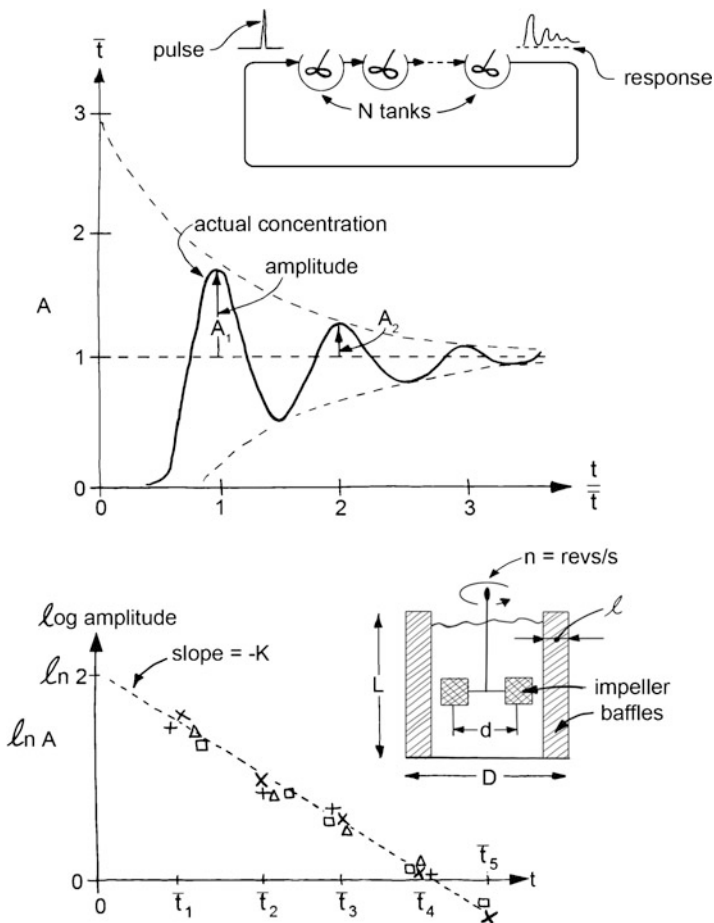 pulse
response
N tanks
t̄
3
2
A
1
0
actual concentration
amplitude
A₁
A₂
1
2
3
t
t̄
n = revs/s
ℓ
L
impeller
baffles
d
D
log amplitude
ℓn 2
slope = -K
ℓn A
0
0
t̄₁
t̄₂
t̄₃
t̄₄
t̄₅
t